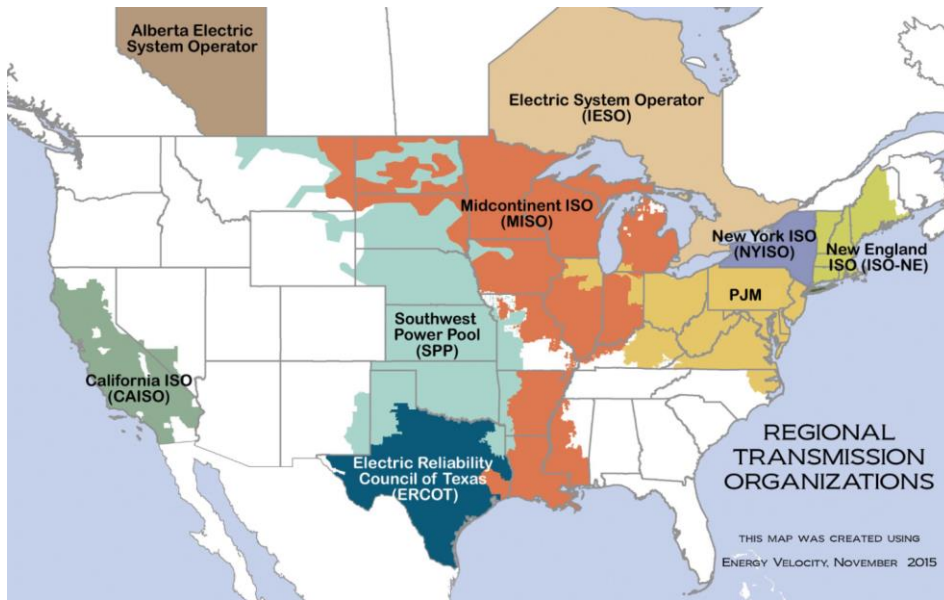 Alberta Electric
System Operator
Electric System Operator
(IESO)
Midcontinent ISO
(MISO)
New York ISO
(NYISO)
New England
ISO (ISO-NE)
PJM
Southwest
Power Pool
(SPP)
California ISO
(CAISO)
Electric Reliability
Council of Texas
(ERCOT)
REGIONAL
TRANSMISSION
ORGANIZATIONS
THIS MAP WAS CREATED USING
ENERGY VELOCITY, NOVEMBER 2015